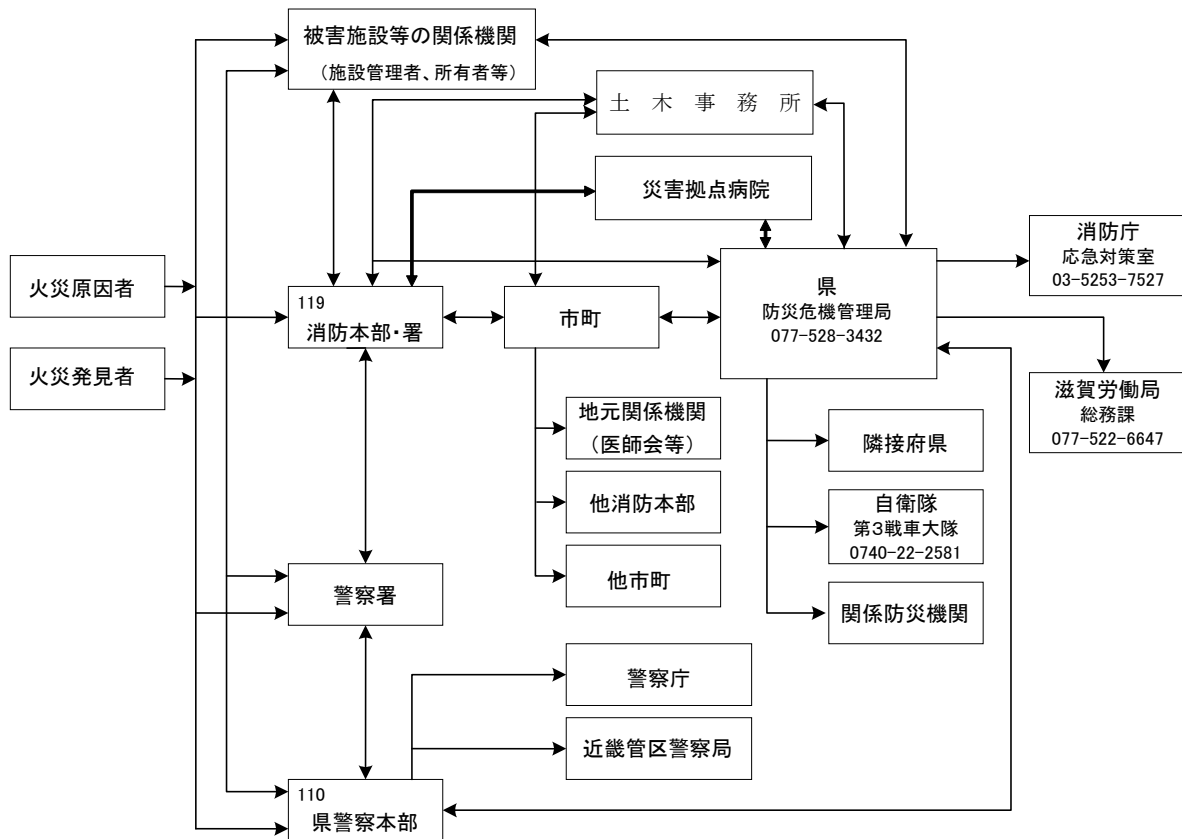 被害施設等の関係機関
（施設管理者、所有者等）
土木事務所
災害拠点病院
消防庁
応急対策室
03-5253-7527
火災原因者
119
消防本部・署
市町
県
防災危機管理局
077-528-3432
火災発見者
滋賀労働局
総務課
077-522-6647
地元関係機関
（医師会等）
隣接府県
他消防本部
自衛隊
第3戦車大隊
0740-22-2581
他市町
関係防災機関
警察署
警察庁
近畿管区警察局
110
県警察本部